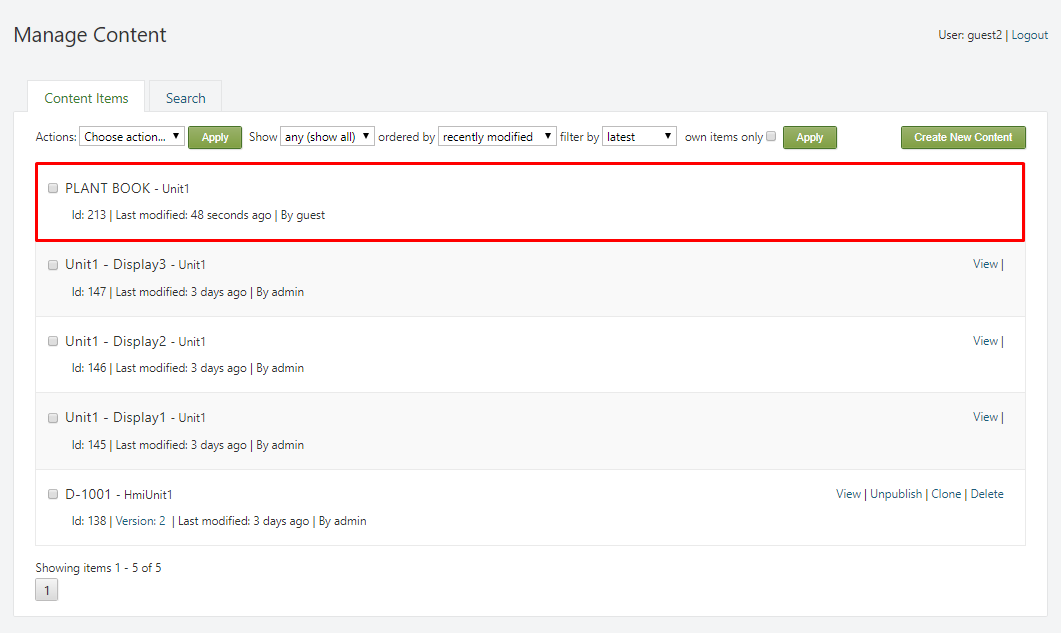 Manage Content
User: guest2 | Logout
Content Items Search
Actions: Choose action... Apply Show any (show all) ordered by recently modified filter by latest own items only Apply Create New Content
PLANT BOOK - Unit1
Id: 213 | Last modified: 48 seconds ago | By guest
Unit1 - Display3 - Unit1 View |
Id: 147 | Last modified: 3 days ago | By admin
Unit1 - Display2 - Unit1 View |
Id: 146 | Last modified: 3 days ago | By admin
Unit1 - Display1 - Unit1 View |
Id: 145 | Last modified: 3 days ago | By admin
D-1001 - HmiUnit1 View | Unpublish | Clone | Delete
Id: 138 | Version: 2 | Last modified: 3 days ago | By admin
Showing items 1 - 5 of 5
1